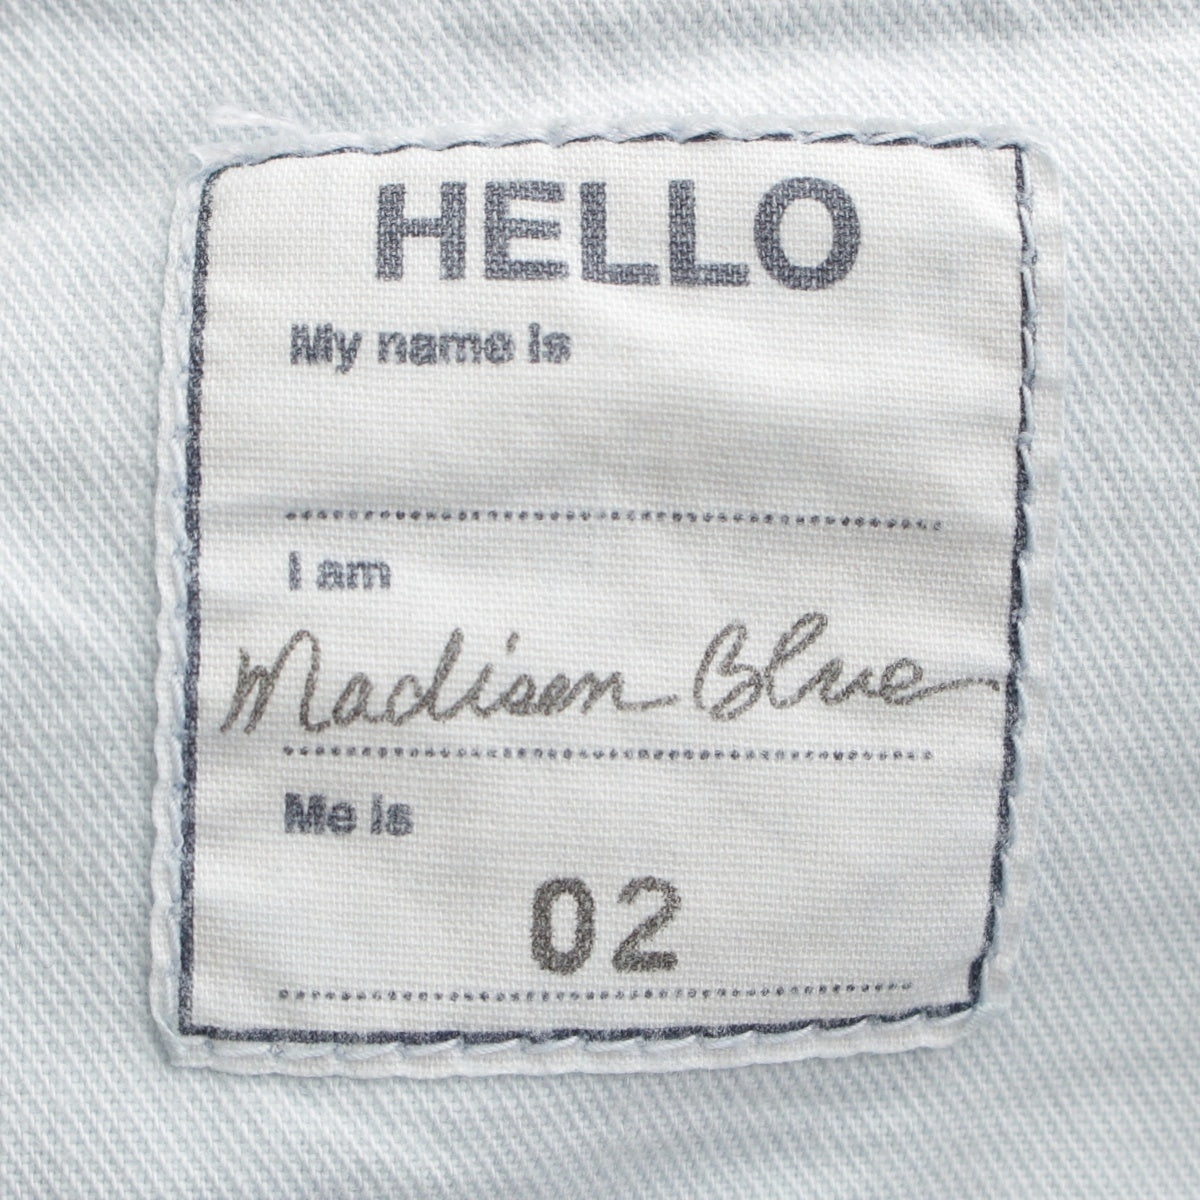 HELLO
My name is
I am
Madison Blue
Me is
02